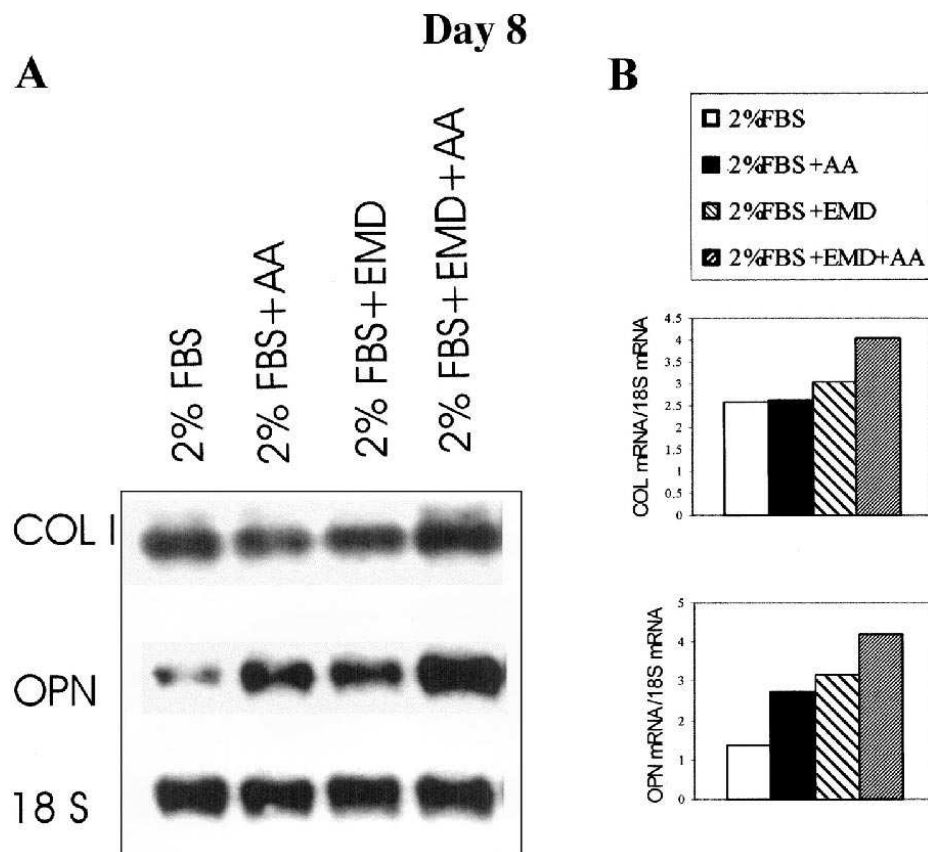 Day 8
A
2% FBS
2% FBS+AA
2% FBS+EMD
2% FBS+EMD+AA
COL I
OPN
18 S
B
2%FBS
2%FBS+AA
2%FBS+EMD
2%FBS+EMD+AA
COL mRNA/18S mRNA
4.5
4
3.5
3
2.5
2
1.5
1
0.5
0
OPN mRNA/18S mRNA
5
4
3
2
1
0